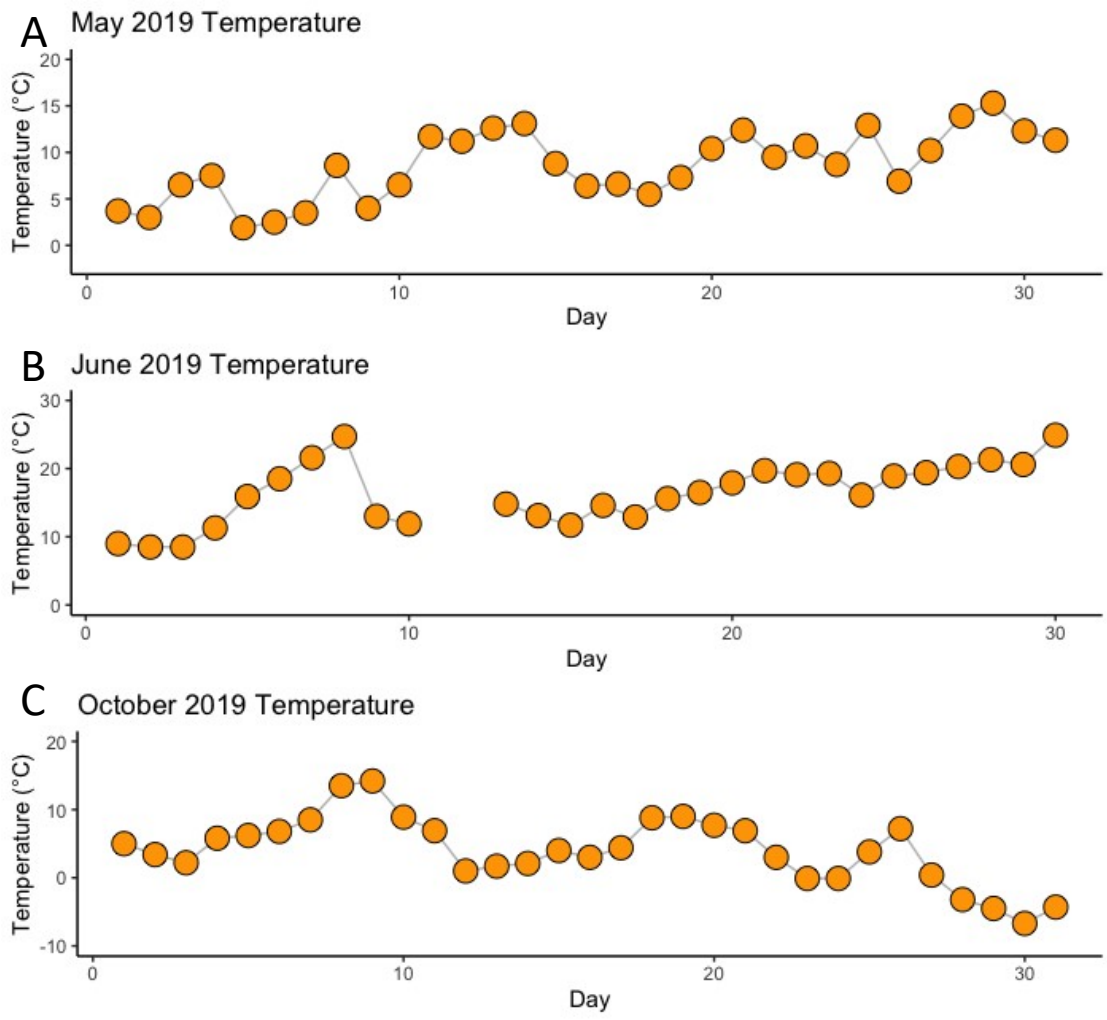 A May 2019 Temperature
Temperature (°C)
20
15
10
5
0
0 10 20 30
Day
B June 2019 Temperature
Temperature (°C)
30
20
10
0
0 10 20 30
Day
C October 2019 Temperature
Temperature (°C)
20
10
0
-10
0 10 20 30
Day